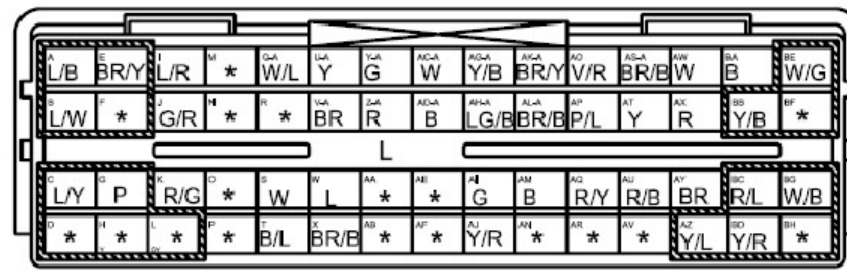 A E I M Q-A U-A Y-A AC-A AG-A AK-A AO AS-A AW BA BE
L/B BR/Y L/R * W/L Y G W Y/B BR/Y V/R BR/B W B W/G
B F J R V-A Z-A AD-A AH-A AL-A AP AT AX BB BF
L/W * G/R * * BR R B LG/B BR/B P/L Y R Y/B *
L
C G K O S W AA AE AI AM AQ AU AY BC BG
L/Y P R/G * W L * * G B R/Y R/B BR R/L W/B
D H L P T X AB AF AJ AN AR AV AZ BD BH
* * * * B/L BR/B * * Y/R * * * Y/L Y/R *